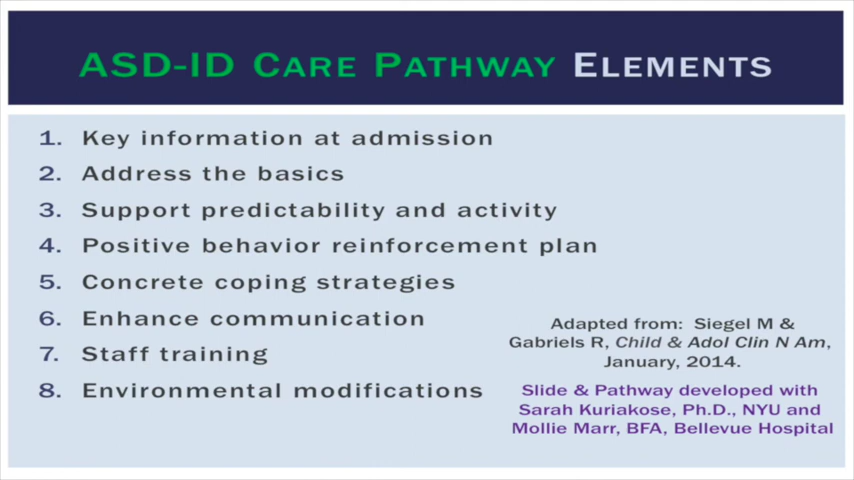 ASD-ID CARE PATHWAY ELEMENTS
1. Key information at admission
2. Address the basics
3. Support predictability and activity
4. Positive behavior reinforcement plan
5. Concrete coping strategies
6. Enhance communication
7. Staff training
8. Environmental modifications
Adapted from: Siegel M &
Gabriels R, Child & Adol Clin N Am,
January, 2014.
Slide & Pathway developed with
Sarah Kuriakose, Ph.D., NYU and
Mollie Marr, BFA, Bellevue Hospital